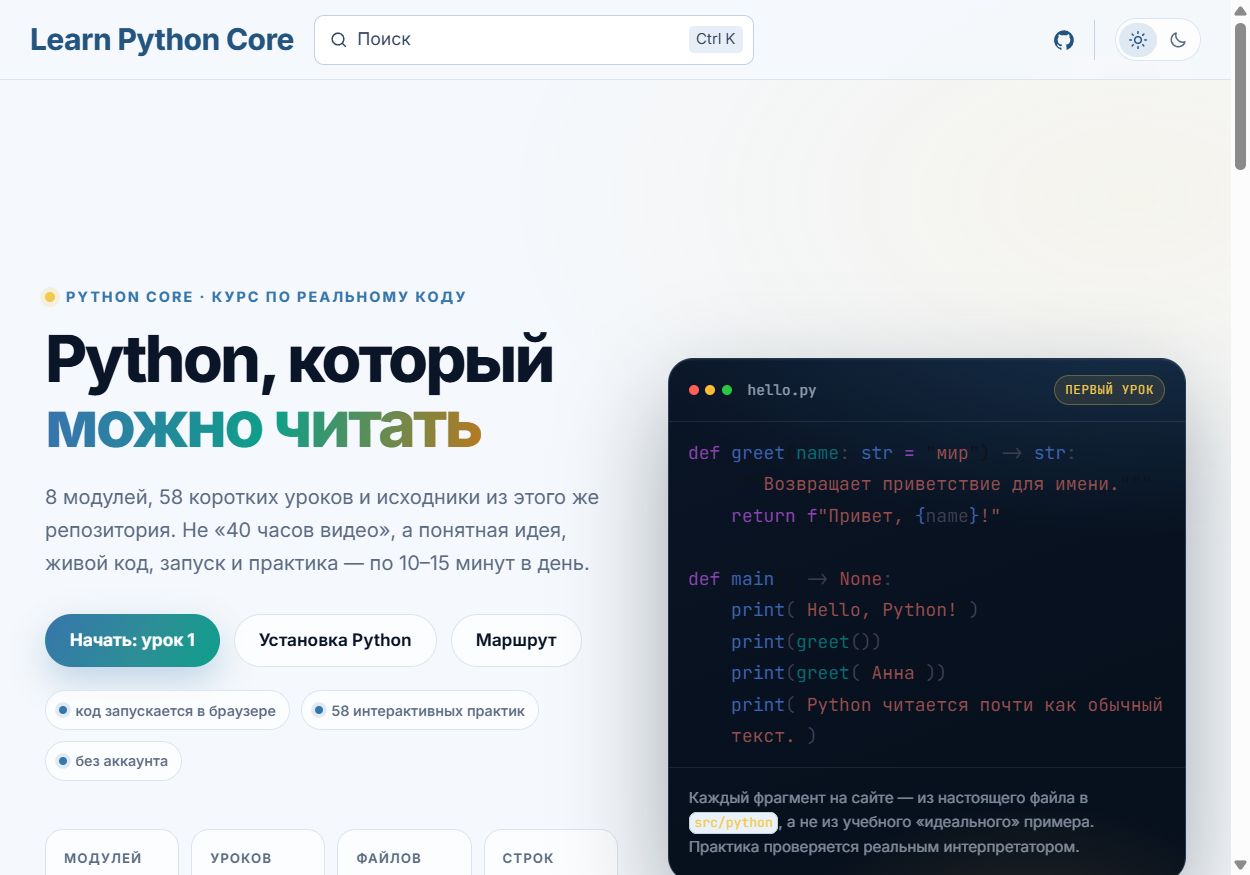 Learn Python Core
Поиск
Ctrl K
PYTHON CORE · КУРС ПО РЕАЛЬНОМУ КОДУ
Python, который
можно читать
8 модулей, 58 коротких уроков и исходники из этого же
репозитория. Не «40 часов видео», а понятная идея,
живой код, запуск и практика — по 10–15 минут в день.
Начать: урок 1
Установка Python
Маршрут
код запускается в браузере
58 интерактивных практик
без аккаунта
МОДУЛЕЙ
УРОКОВ
ФАЙЛОВ
СТРОК
hello.py
ПЕРВЫЙ УРОК
def greet(name: str = "мир") -> str:
"""Возвращает приветствие для имени."""
return f"Привет, {name}!"
def main   -> None:
print( Hello, Python! )
print(greet())
print(greet( Анна ))
print( Python читается почти как обычный
текст. )
Каждый фрагмент на сайте — из настоящего файла в
src/python, а не из учебного «идеального» примера.
Практика проверяется реальным интерпретатором.